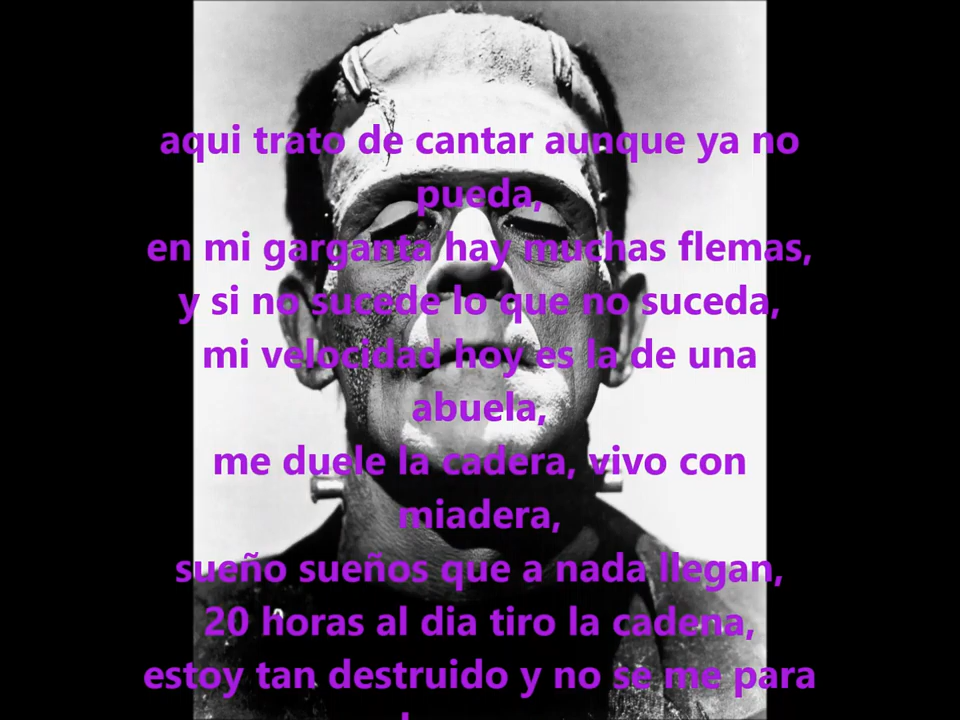 aqui trato de cantar aunque ya no
pueda,
en mi garganta hay muchas flemas,
y si no sucede lo que no suceda,
mi velocidad hoy es la de una
abuela,
me duele la cadera, vivo con
miadera,
sueño sueños que a nada llegan,
20 horas al dia tiro la cadena,
estoy tan destruido y no se me para